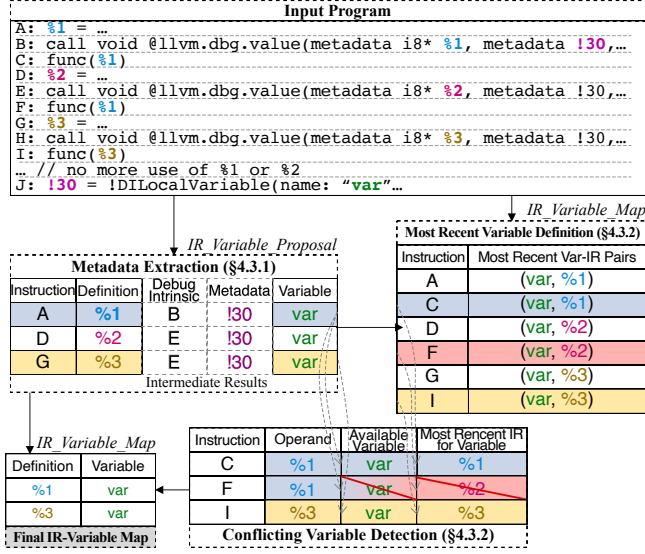 Input Program
A: %1 = …
B: call void @llvm.dbg.value(metadata i8* %1, metadata !30,…
C: func(%1)
D: %2 = …
E: call void @llvm.dbg.value(metadata i8* %2, metadata !30,…
F: func(%1)
G: %3 = …
H: call void @llvm.dbg.value(metadata i8* %3, metadata !30,…
I: func(%3)
… // no more use of %1 or %2
J: !30 = !DILocalVariable(name: “var”…
IR_Variable_Proposal
Metadata Extraction (§4.3.1)
Instruction Definition Debug Intrinsic Metadata Variable
A %1 B !30 var
D %2 E !30 var
G %3 E !30 var
Intermediate Results
IR_Variable_Map
Most Recent Variable Definition (§4.3.2)
Instruction Most Recent Var-IR Pairs
A (var, %1)
C (var, %1)
D (var, %2)
F (var, %2)
G (var, %3)
I (var, %3)
IR_Variable_Map
Definition Variable
%1 var
%3 var
Final IR-Variable Map
Instruction Operand Available Variable Most Rencent IR for Variable
C %1 var %1
F %1 var %2
I %3 var %3
Conflicting Variable Detection (§4.3.2)